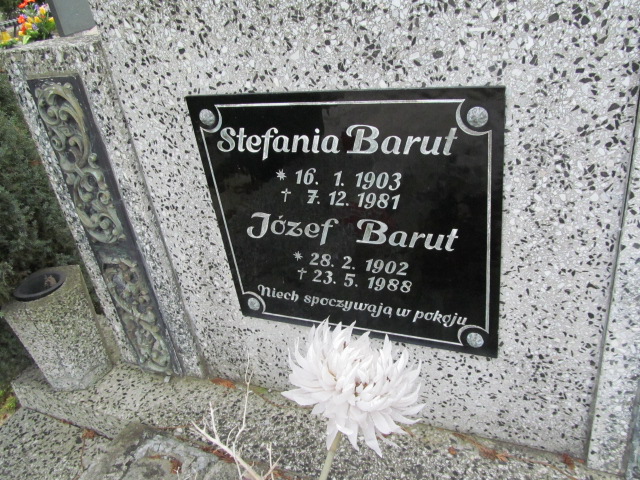 Stefania Barut
* 16. 1. 1903
† 7. 12. 1981
Józef Barut
* 28. 2. 1902
† 23. 5. 1988
Niech spoczywają w pokoju